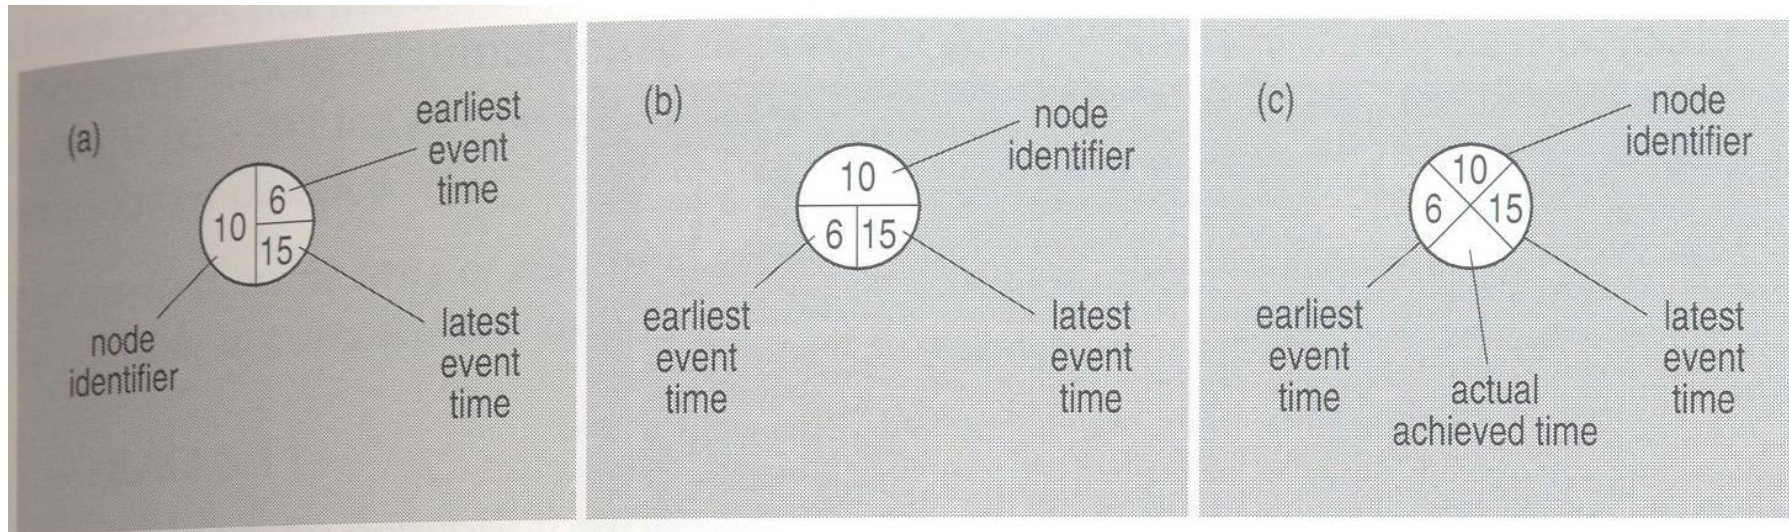 (a)
earliest
event
time
10
6
15
node
identifier
latest
event
time
(b)
node
identifier
10
6 15
earliest
event
time
latest
event
time
(c)
node
identifier
10
6 15
earliest
event
time
actual
achieved time
latest
event
time